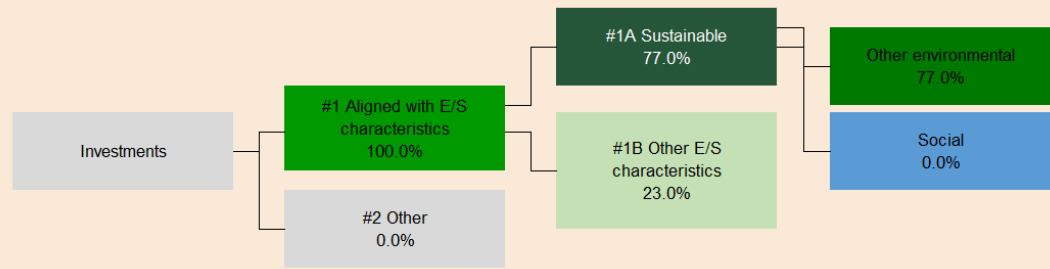 Investments
#1 Aligned with E/S
characteristics
100.0%
#2 Other
0.0%
#1A Sustainable
77.0%
#1B Other E/S
characteristics
23.0%
Other environmental
77.0%
Social
0.0%